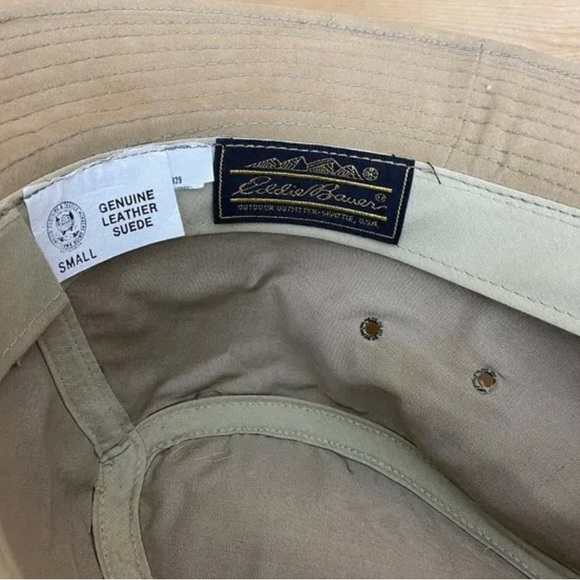 GENUINE
LEATHER
SUEDE
SMALL
Eddie Bauer
OUTDOOR OUTFITTER • SEATTLE, U.S.A.